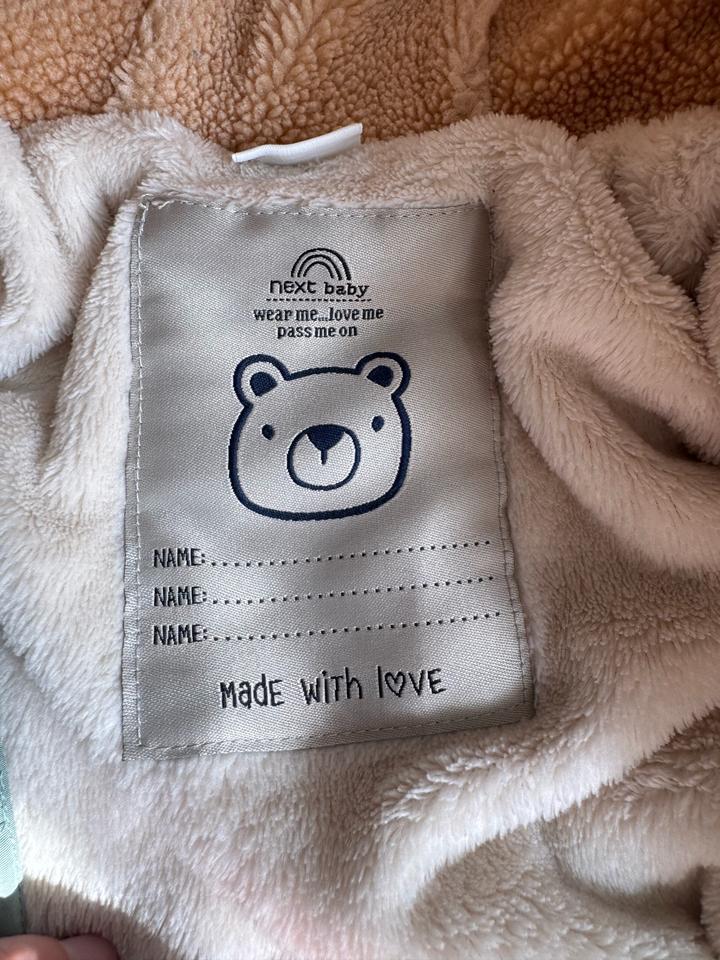 next baby
wear me...love me
pass me on
NAME:................................
NAME:................................
NAME:................................
Made with lOVE